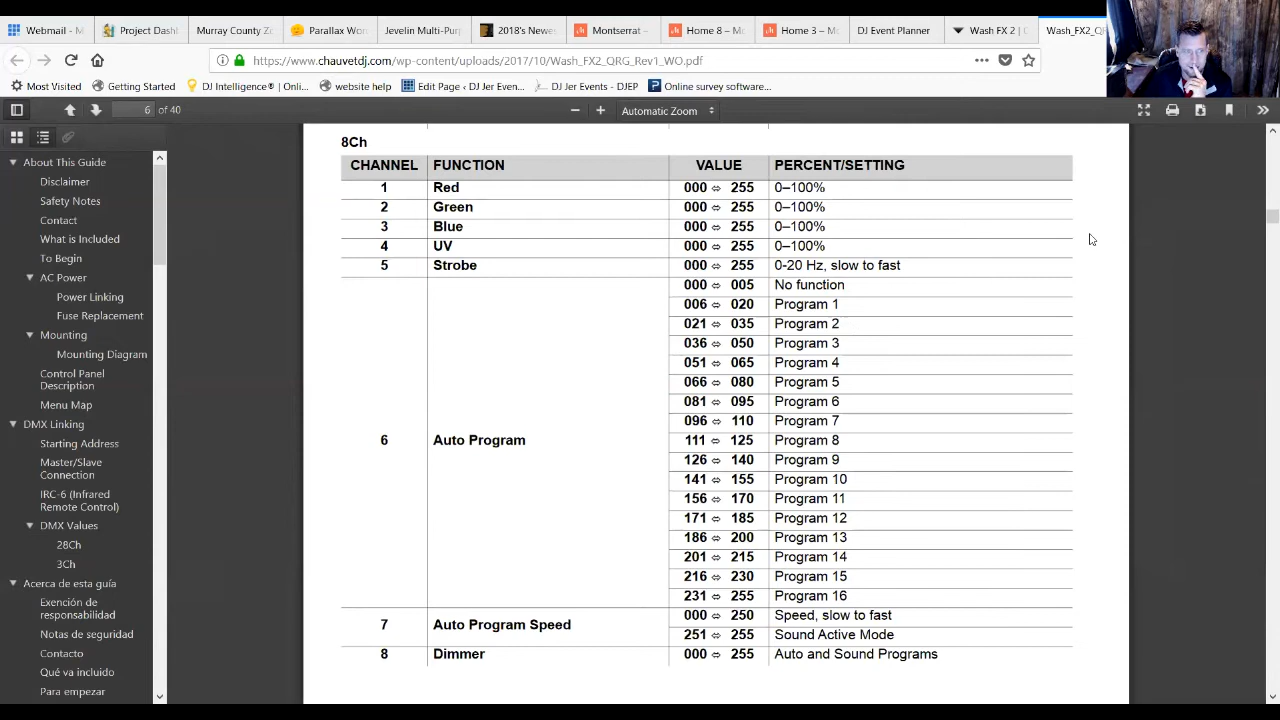 Webmail - M
Project Dash
Murray County Z
Parallax Wor
Jevelin Multi-Pur
2018's Newe
Montserrat –
Home 8 – Mo
Home 3 – Mo
DJ Event Planner
Wash FX 2 | C
Wash_FX2_QR
https://www.chauvetdj.com/wp-content/uploads/2017/10/Wash_FX2_QRG_Rev1_WO.pdf
Most Visited
Getting Started
DJ Intelligence® | Onli...
website help
Edit Page ‹ DJ Jer Even...
DJ Jer Events - DJEP
Online survey software...
6 of 40
Automatic Zoom
About This Guide
Disclaimer
Safety Notes
Contact
What is Included
To Begin
AC Power
Power Linking
Fuse Replacement
Mounting
Mounting Diagram
Control Panel
Description
Menu Map
DMX Linking
Starting Address
Master/Slave
Connection
IRC-6 (Infrared
Remote Control)
DMX Values
28Ch
3Ch
Acerca de esta guía
Exención de
responsabilidad
Notas de seguridad
Contacto
Qué va incluido
Para empezar
8Ch
CHANNEL FUNCTION VALUE PERCENT/SETTING
1 Red 000 ⇔ 255 0–100%
2 Green 000 ⇔ 255 0–100%
3 Blue 000 ⇔ 255 0–100%
4 UV 000 ⇔ 255 0–100%
5 Strobe 000 ⇔ 255 0-20 Hz, slow to fast
6 Auto Program
000 ⇔ 005 No function
006 ⇔ 020 Program 1
021 ⇔ 035 Program 2
036 ⇔ 050 Program 3
051 ⇔ 065 Program 4
066 ⇔ 080 Program 5
081 ⇔ 095 Program 6
096 ⇔ 110 Program 7
111 ⇔ 125 Program 8
126 ⇔ 140 Program 9
141 ⇔ 155 Program 10
156 ⇔ 170 Program 11
171 ⇔ 185 Program 12
186 ⇔ 200 Program 13
201 ⇔ 215 Program 14
216 ⇔ 230 Program 15
231 ⇔ 255 Program 16
7 Auto Program Speed
000 ⇔ 250 Speed, slow to fast
251 ⇔ 255 Sound Active Mode
8 Dimmer 000 ⇔ 255 Auto and Sound Programs